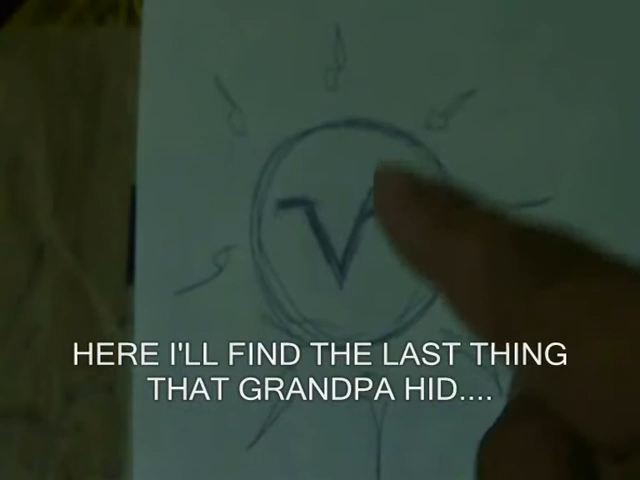 V
HERE I'LL FIND THE LAST THING
THAT GRANDPA HID....